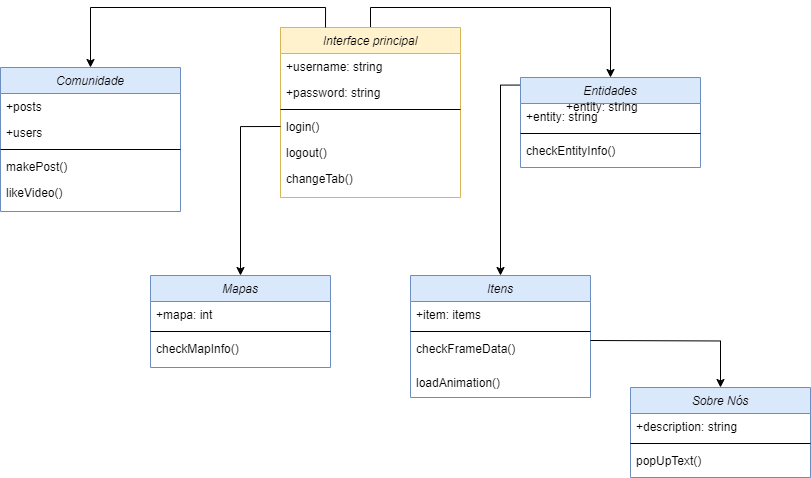 Interface principal
+username: string
+password: string
login()
logout()
changeTab()
Comunidade
+posts
+users
makePost()
likeVideo()
Entidades
+entity: string
+entity: string
checkEntityInfo()
Mapas
+mapa: int
checkMapInfo()
Itens
+item: items
checkFrameData()
loadAnimation()
Sobre Nós
+description: string
popUpText()